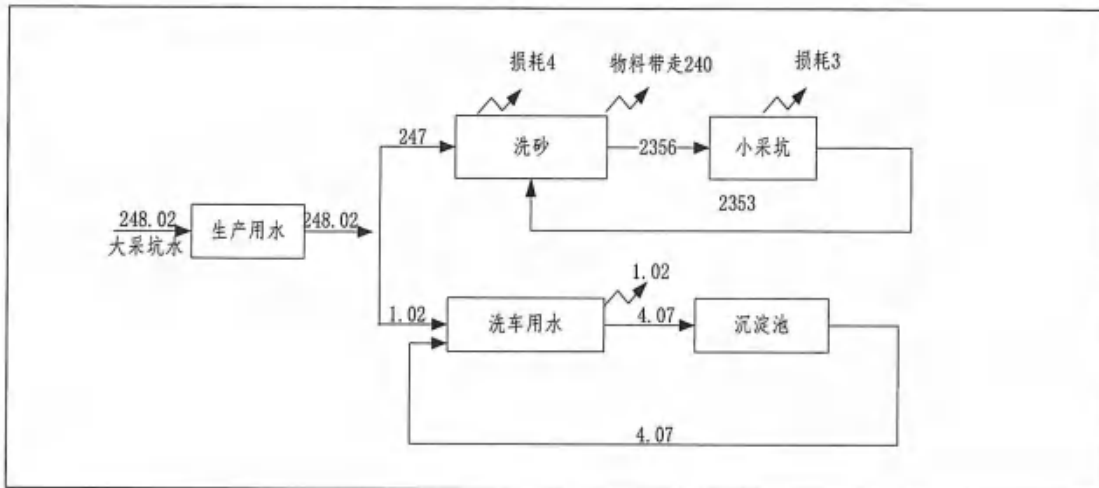 损耗4
物料带走240
损耗3
247
洗砂
2356
小采坑
2353
248.02
大采坑水
生产用水
248.02
1.02
1.02
洗车用水
4.07
沉淀池
4.07